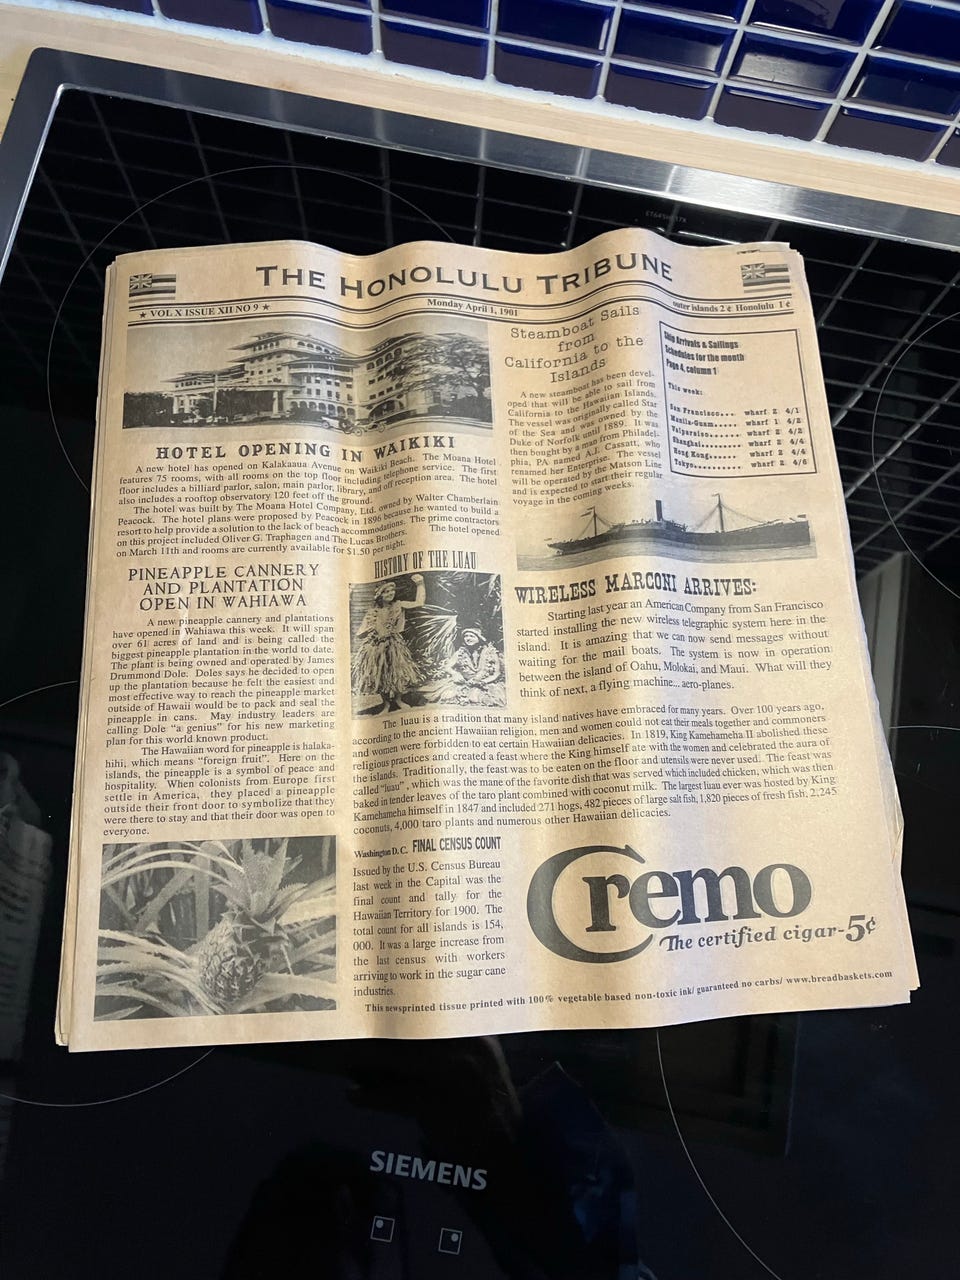 ET645HN17X
THE HONOLULU TRIBUNE
★ VOL X ISSUE XII NO 9 ★
Monday April 1, 1901
outer islands 2¢ Honolulu 1¢
HOTEL OPENING IN WAIKIKI
A new hotel has opened on Kalakaua Avenue on Waikiki Beach. The Moana Hotel
features 75 rooms, with all rooms on the top floor including telephone service. The first
floor includes a billiard parlor, salon, main parlor, library, and off reception area. The hotel
also includes a rooftop observatory 120 feet off the ground.
The hotel was built by The Moana Hotel Company, Ltd. owned by Walter Chamberlain
Peacock. The hotel plans were proposed by Peacock in 1896 because he wanted to build a
resort to help provide a solution to the lack of beach accommodations. The prime contractors
on this project included Oliver G. Traphagen and The Lucas Brothers. The hotel opened
on March 11th and rooms are currently available for $1.50 per night.
Steamboat Sails
from
California to the
Islands
A new steamboat has been devel-
oped that will be able to sail from
California to the Hawaiian Islands.
The vessel was originally called Star
of the Sea and was owned by the
Duke of Norfolk until 1889. It was
then bought by a man from Philadel-
phia, PA named A.J. Cassatt, who
renamed her Enterprise. The vessel
will be operated by the Matson Line
and is expected to start their regular
voyage in the coming weeks.
Ship Arrivals & Sailings
Schedules for the month
Page 4, column 1
This week:
San Francisco.... wharf 2 4/1
Manila-Guam..... wharf 1 4/2
Valparaiso....... wharf 2 4/2
Shanghai......... wharf 2 4/4
Hong Kong....... wharf 2 4/4
Tokyo........... wharf 2 4/6
PINEAPPLE CANNERY
AND PLANTATION
OPEN IN WAHIAWA
A new pineapple cannery and plantations
have opened in Wahiawa this week. It will span
over 61 acres of land and is being called the
biggest pineapple plantation in the world to date.
The plant is being owned and operated by James
Drummond Dole. Doles says he decided to open
up the plantation because he felt the easiest and
most effective way to reach the pineapple market
outside of Hawaii would be to pack and seal the
pineapple in cans. May industry leaders are
calling Dole "a genius" for his new marketing
plan for this world known product.
The Hawaiian word for pineapple is halaka-
hihi, which means "foreign fruit". Here on the
islands, the pineapple is a symbol of peace and
hospitality. When colonists from Europe first
settle in America, they placed a pineapple
outside their front door to symbolize that they
were there to stay and that their door was open to
everyone.
HISTORY OF THE LUAU
WIRELESS MARCONI ARRIVES:
Starting last year an American Company from San Francisco
started installing the new wireless telegraphic system here in the
island. It is amazing that we can now send messages without
waiting for the mail boats. The system is now in operation
between the island of Oahu, Molokai, and Maui. What will they
think of next, a flying machine... aero-planes.
The luau is a tradition that many island natives have embraced for many years. Over 100 years ago,
according to the ancient Hawaiian religion, men and women could not eat their meals together and commoners
and women were forbidden to eat certain Hawaiian delicacies. In 1819, King Kamehameha II abolished these
religious practices and created a feast where the King himself ate with the women and celebrated the aura of
the islands. Traditionally, the feast was to be eaten on the floor and utensils were never used. The feast was
called "luau", which was the mane of the favorite dish that was served which included chicken, which was then
baked in tender leaves of the taro plant combined with coconut milk. The largest luau ever was hosted by King
Kamehameha himself in 1847 and included 271 hogs, 482 pieces of large salt fish, 1,820 pieces of fresh fish, 2,245
coconuts, 4,000 taro plants and numerous other Hawaiian delicacies.
Washington D.C. FINAL CENSUS COUNT
Issued by the U.S. Census Bureau
last week in the Capital was the
final count and tally for the
Hawaiian Territory for 1900. The
total count for all islands is 154,
000. It was a large increase from
the last census with workers
arriving to work in the sugar cane
industries.
Cremo
The certified cigar-5¢
This newsprinted tissue printed with 100% vegetable based non-toxic ink/ guaranteed no carbs/ www.breadbaskets.com
SIEMENS